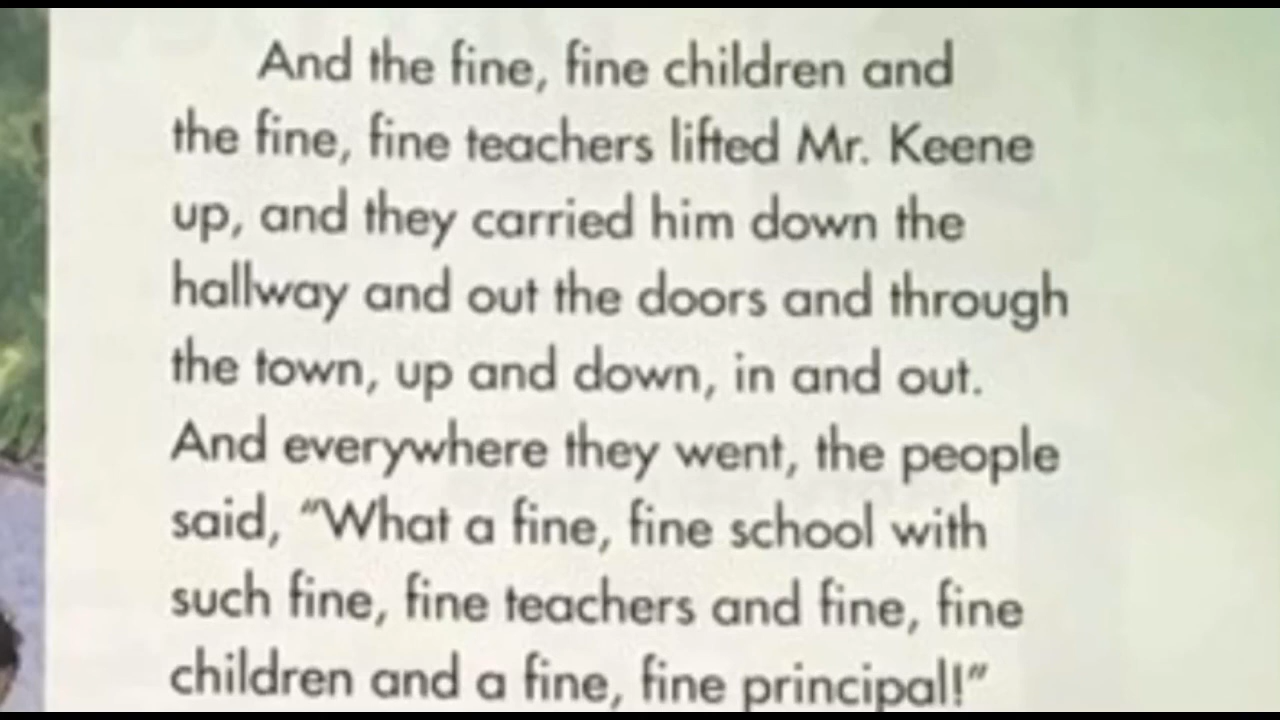 And the fine, fine children and
the fine, fine teachers lifted Mr. Keene
up, and they carried him down the
hallway and out the doors and through
the town, up and down, in and out.
And everywhere they went, the people
said, “What a fine, fine school with
such fine, fine teachers and fine, fine
children and a fine, fine principal!”